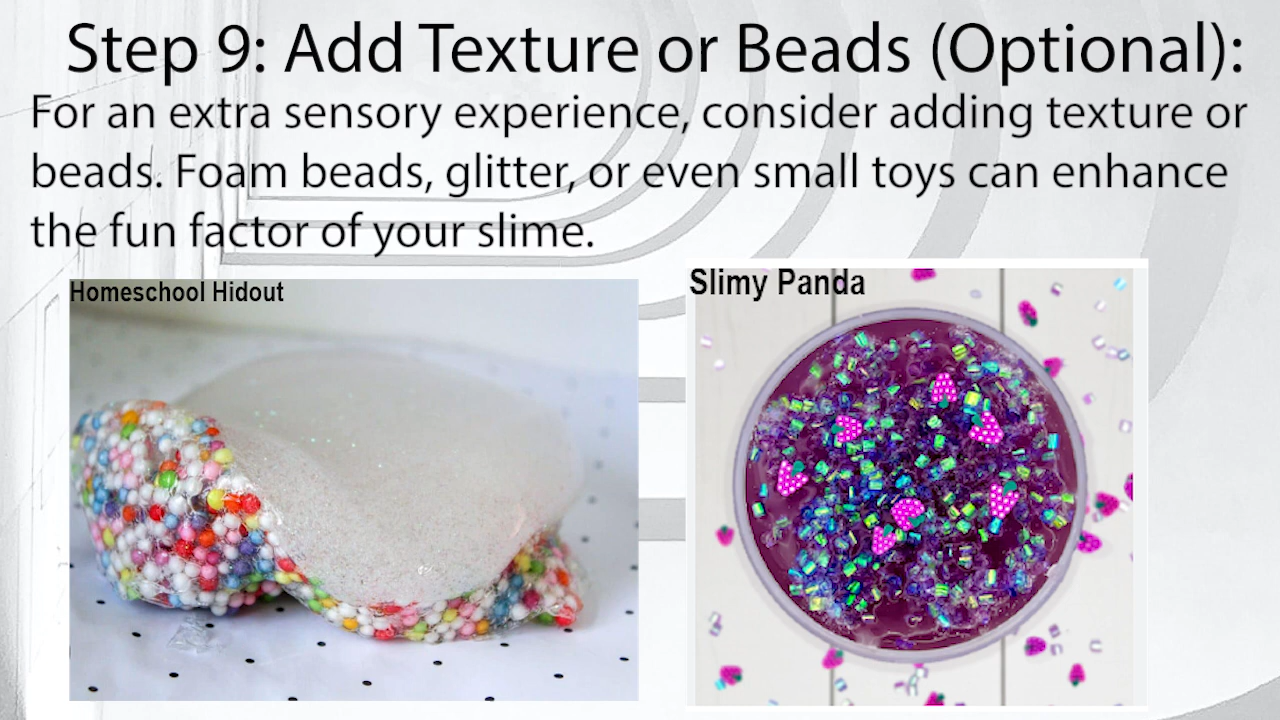 Step 9: Add Texture or Beads (Optional):
For an extra sensory experience, consider adding texture or
beads. Foam beads, glitter, or even small toys can enhance
the fun factor of your slime.
Homeschool Hidout
Slimy Panda